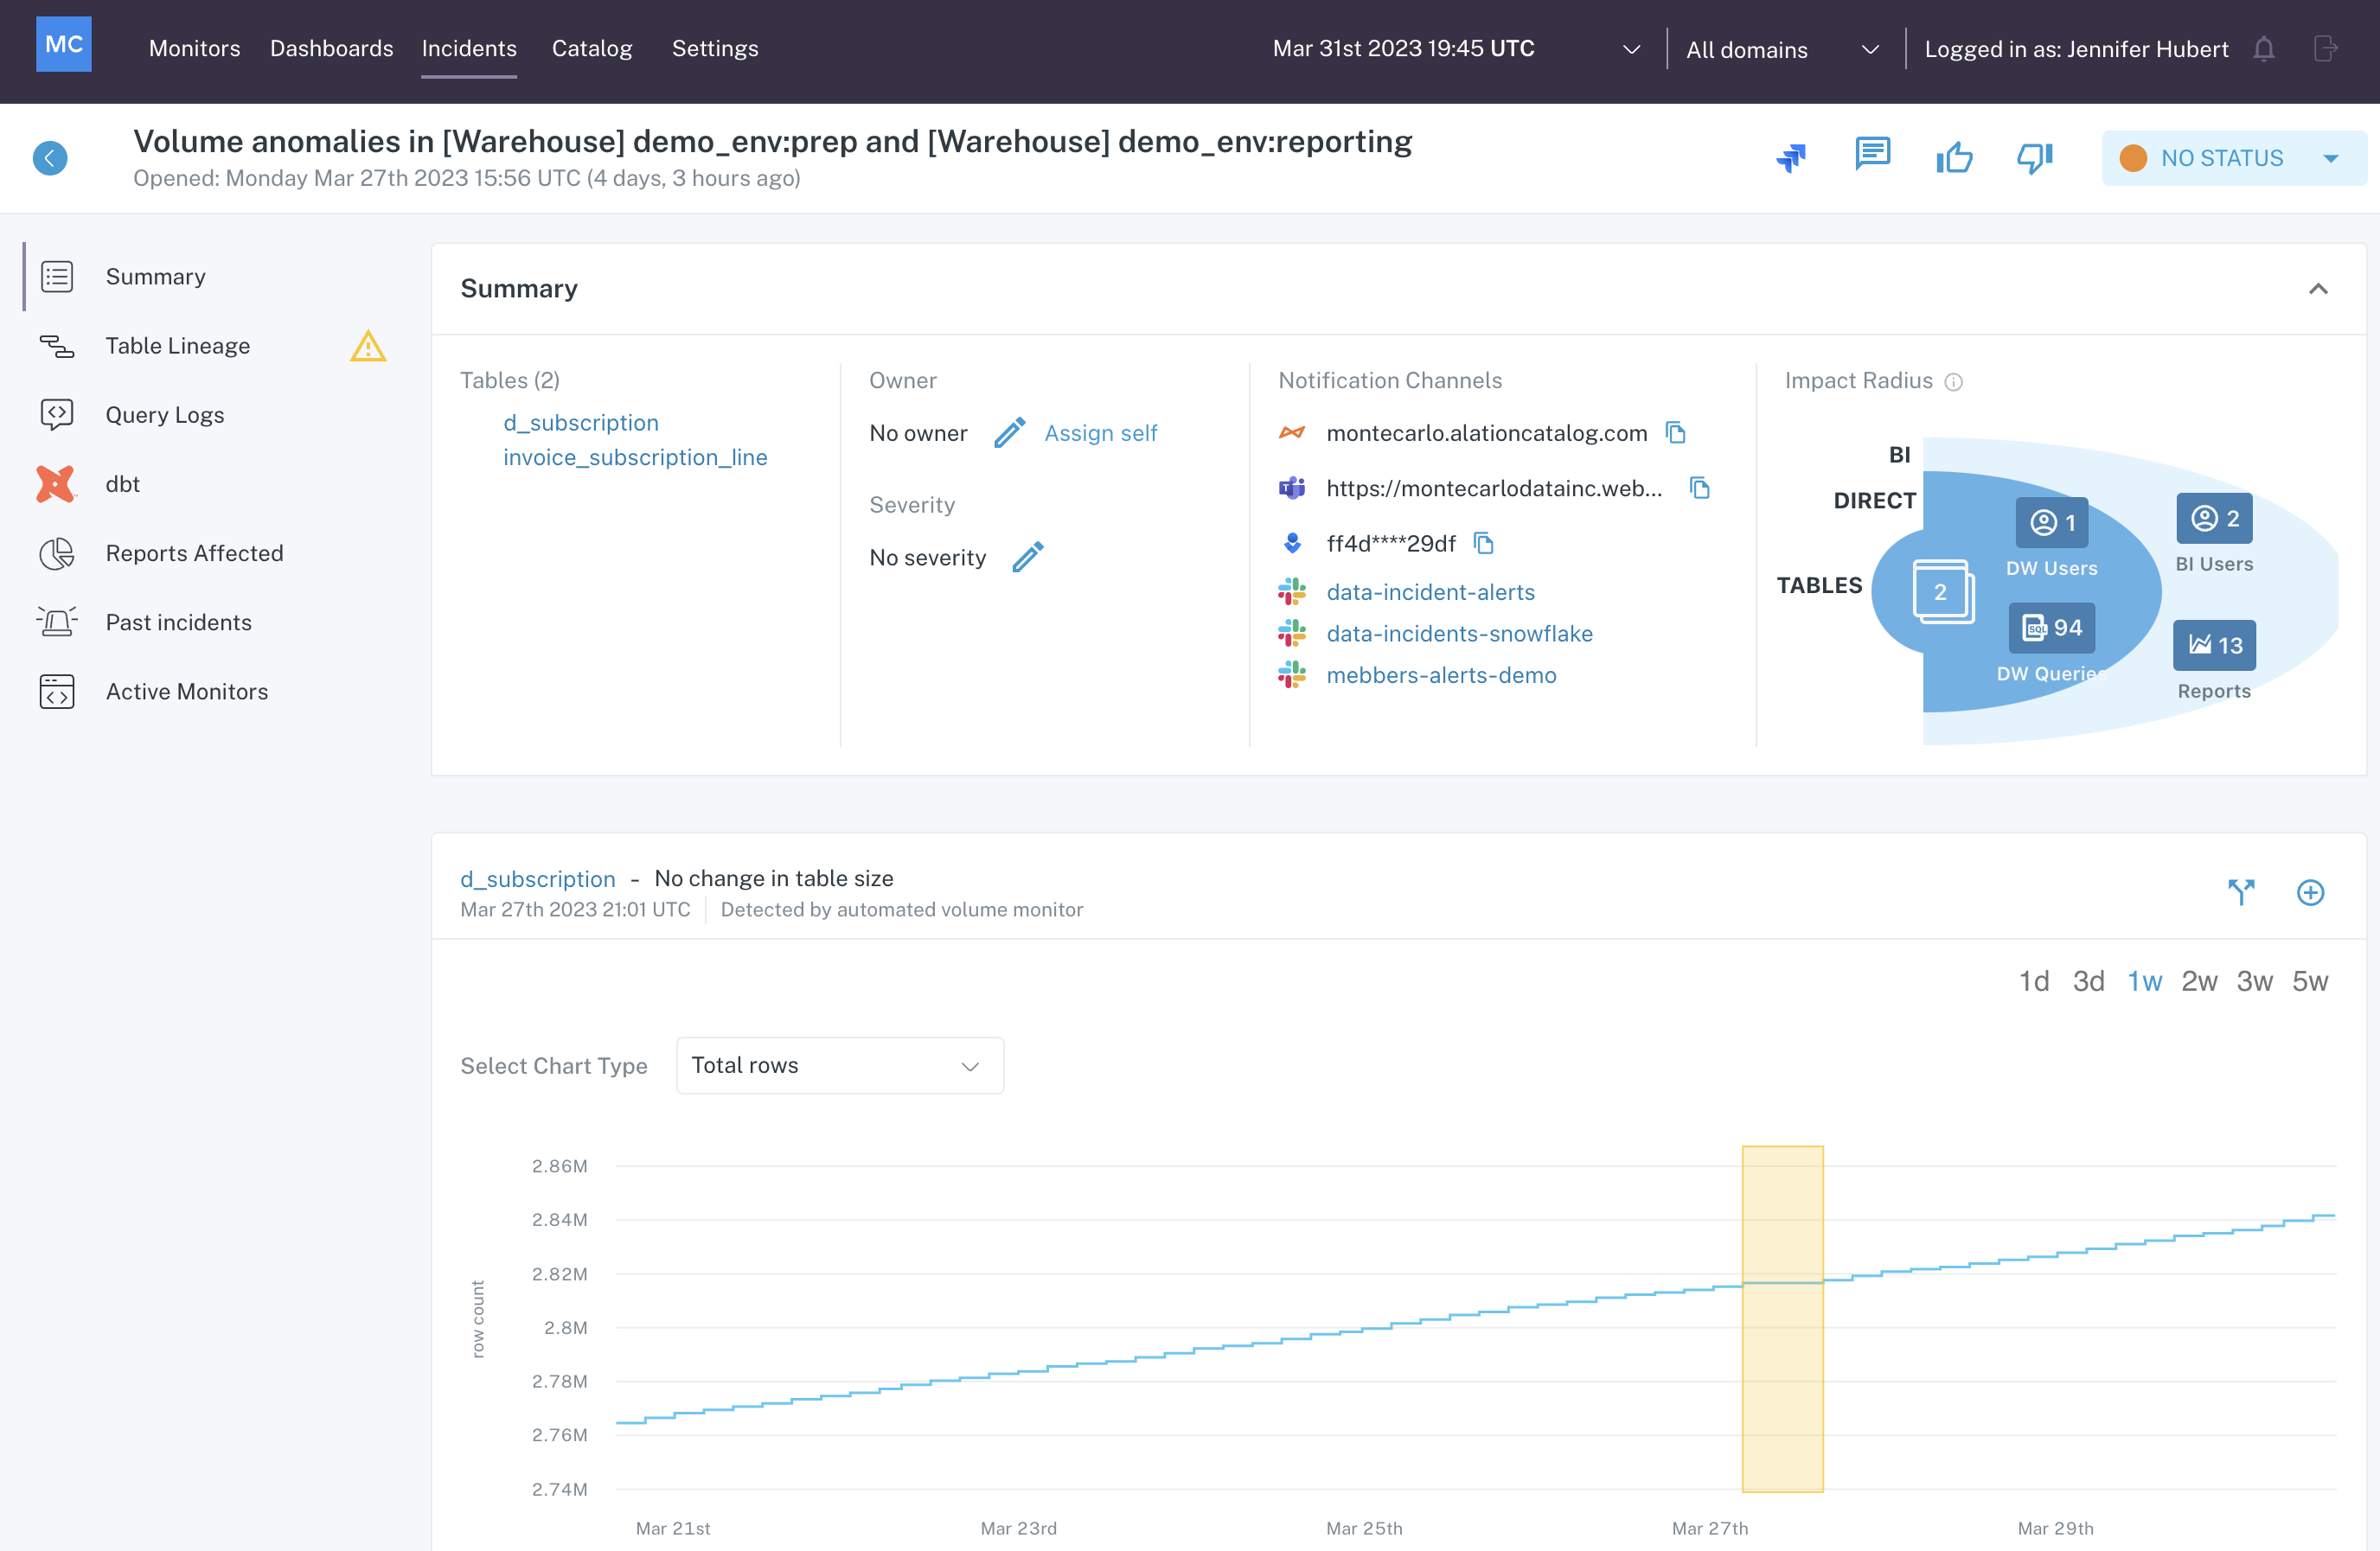 MC
Monitors Dashboards Incidents Catalog Settings
Mar 31st 2023 19:45 UTC
All domains
Logged in as: Jennifer Hubert
Volume anomalies in [Warehouse] demo_env:prep and [Warehouse] demo_env:reporting
Opened: Monday Mar 27th 2023 15:56 UTC (4 days, 3 hours ago)
NO STATUS
Summary
Table Lineage
Query Logs
dbt
Reports Affected
Past incidents
Active Monitors
Summary
Tables (2)
d_subscription
invoice_subscription_line
Owner
No owner
Assign self
Severity
No severity
Notification Channels
montecarlo.alationcatalog.com
https://montecarlodatainc.web...
ff4d****29df
data-incident-alerts
data-incidents-snowflake
mebbers-alerts-demo
Impact Radius
BI
DIRECT
TABLES
2
1
DW Users
SQL 94
DW Queries
2
BI Users
13
Reports
d_subscription - No change in table size
Mar 27th 2023 21:01 UTC
Detected by automated volume monitor
1d 3d 1w 2w 3w 5w
Select Chart Type
Total rows
row count
2.86M
2.84M
2.82M
2.8M
2.78M
2.76M
2.74M
Mar 21st
Mar 23rd
Mar 25th
Mar 27th
Mar 29th